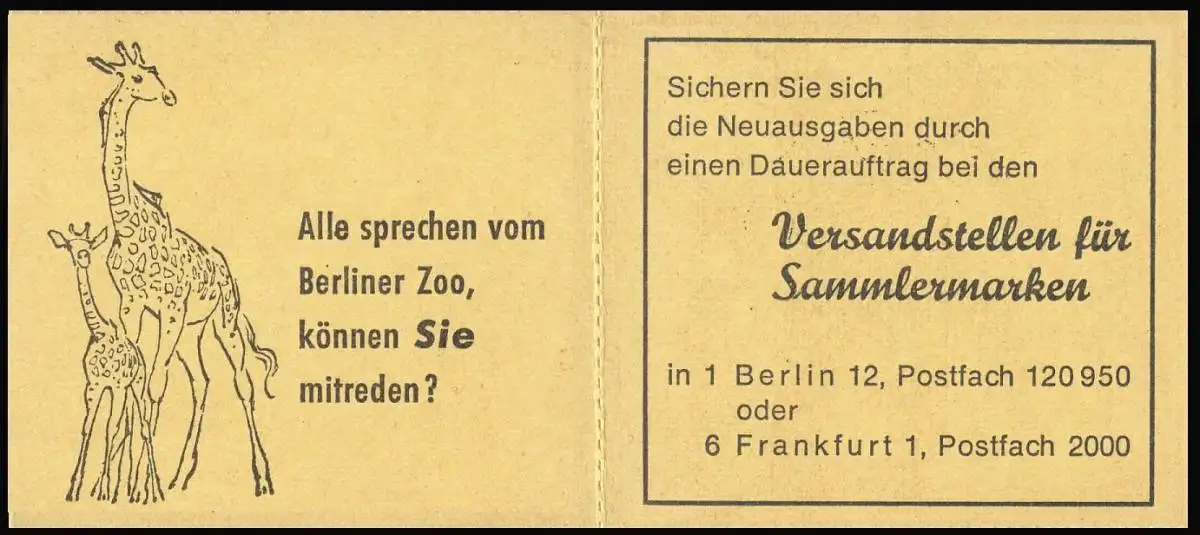 Alle sprechen vom
Berliner Zoo,
können Sie
mitreden?
Sichern Sie sich
die Neuausgaben durch
einen Dauerauftrag bei den
Versandstellen für
Sammlermarken
in 1 Berlin 12, Postfach 120 950
oder
6 Frankfurt 1, Postfach 2000